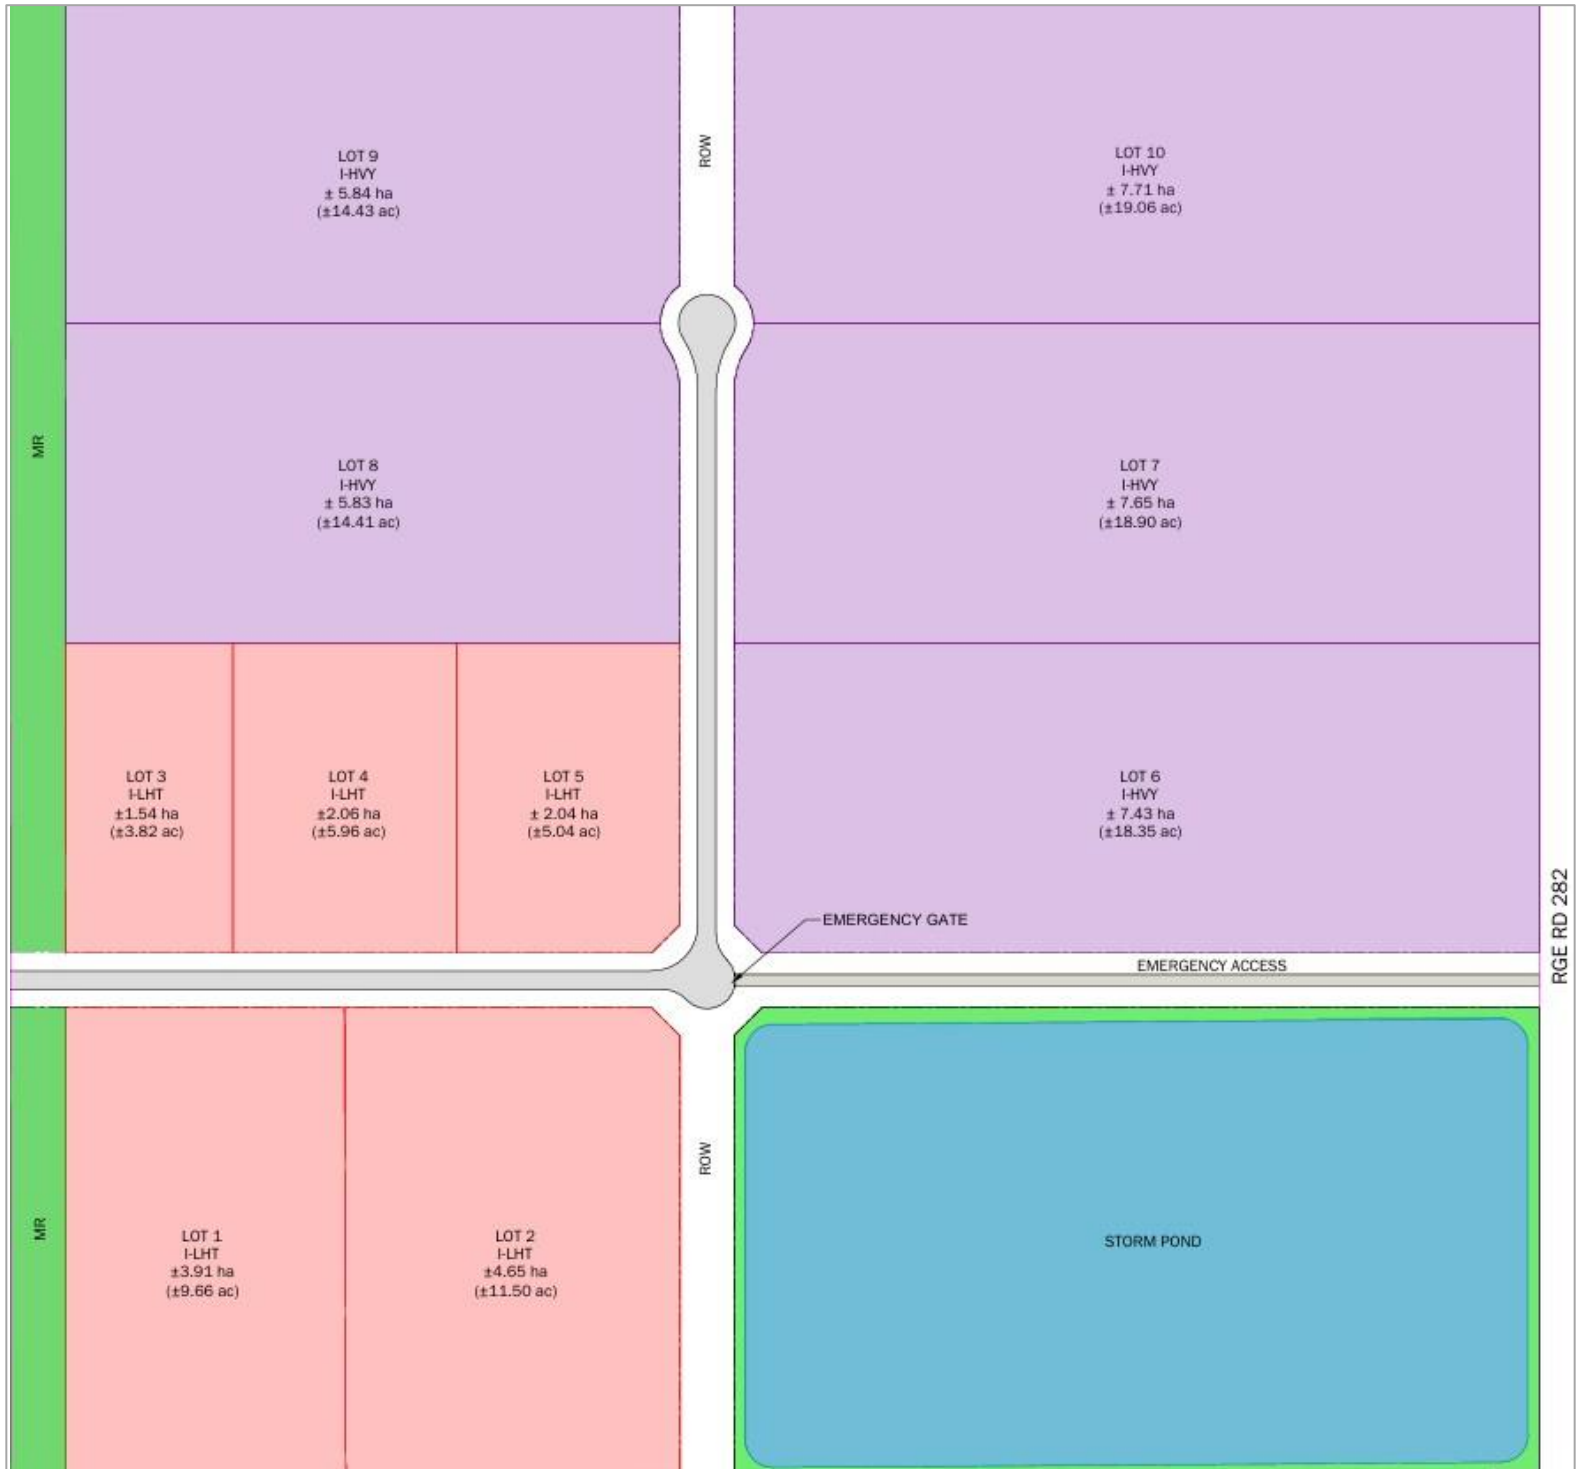 LOT 9
I-HVY
± 5.84 ha
(±14.43 ac)
ROW
LOT 10
I-HVY
± 7.71 ha
(±19.06 ac)
MR
LOT 8
I-HVY
± 5.83 ha
(±14.41 ac)
LOT 7
I-HVY
± 7.65 ha
(±18.90 ac)
LOT 3
I-LHT
±1.54 ha
(±3.82 ac)
LOT 4
I-LHT
±2.06 ha
(±5.96 ac)
LOT 5
I-LHT
± 2.04 ha
(±5.04 ac)
LOT 6
I-HVY
± 7.43 ha
(±18.35 ac)
EMERGENCY GATE
EMERGENCY ACCESS
RGE RD 282
MR
LOT 1
I-LHT
±3.91 ha
(±9.66 ac)
LOT 2
I-LHT
±4.65 ha
(±11.50 ac)
ROW
STORM POND